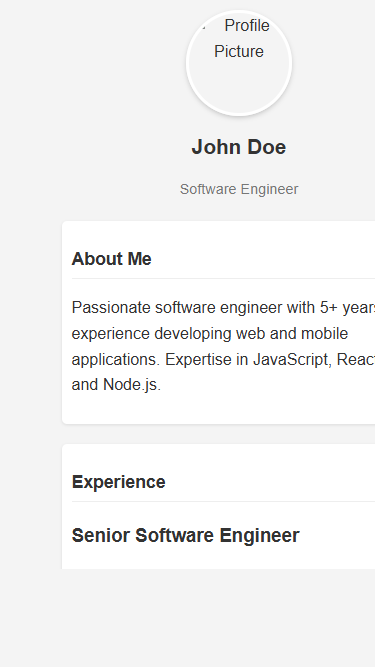 Profile
Picture
John Doe
Software Engineer
About Me
Passionate software engineer with 5+ years
experience developing web and mobile
applications. Expertise in JavaScript, React
and Node.js.
Experience
Senior Software Engineer